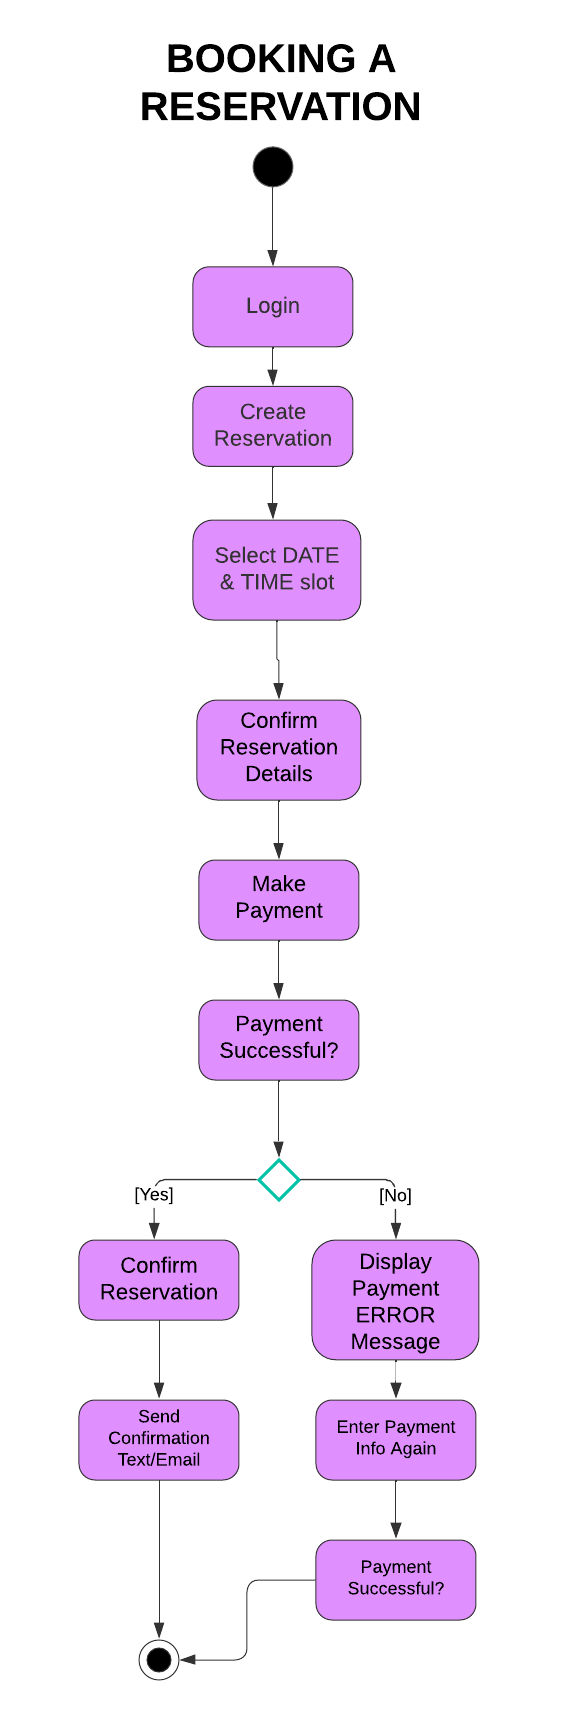 BOOKING A
RESERVATION
Login
Create
Reservation
Select DATE
& TIME slot
Confirm
Reservation
Details
Make
Payment
Payment
Successful?
[Yes]
[No]
Confirm
Reservation
Display
Payment
ERROR
Message
Send
Confirmation
Text/Email
Enter Payment
Info Again
Payment
Successful?